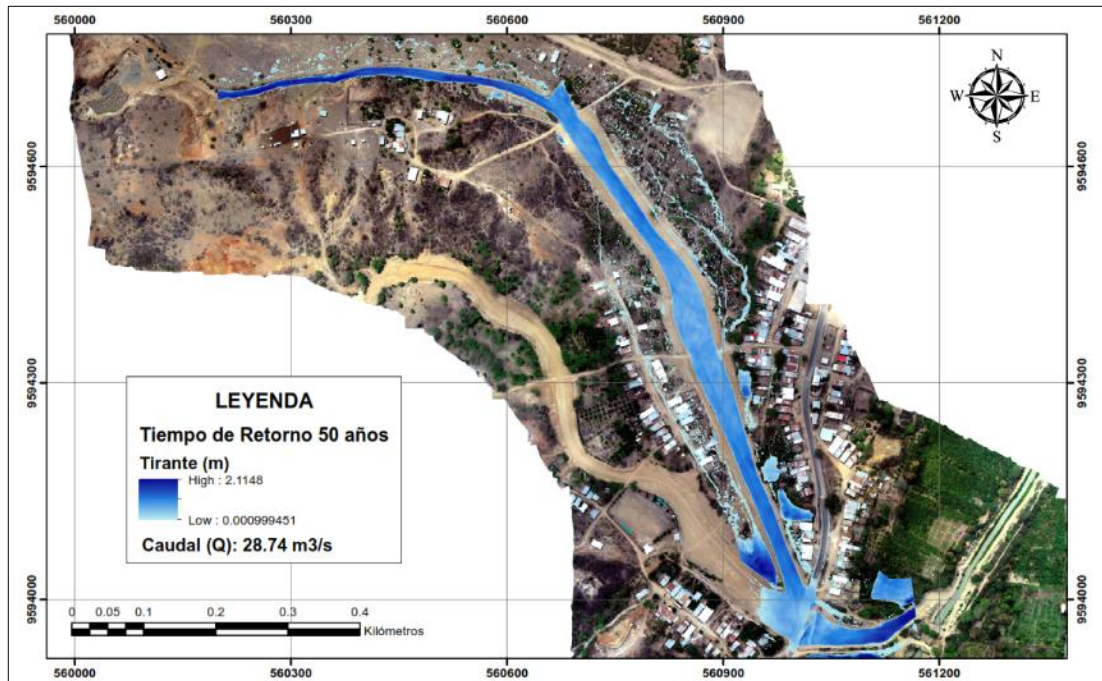 560000 560300 560600 560900 561200
N
W E
S
9594600 9594600
9594300 9594300
9594000 9594000
LEYENDA
Tiempo de Retorno 50 años
Tirante (m)
High : 2.1148
Low : 0.000999451
Caudal (Q): 28.74 m3/s
0 0.05 0.1 0.2 0.3 0.4
Kilómetros
560000 560300 560600 560900 561200